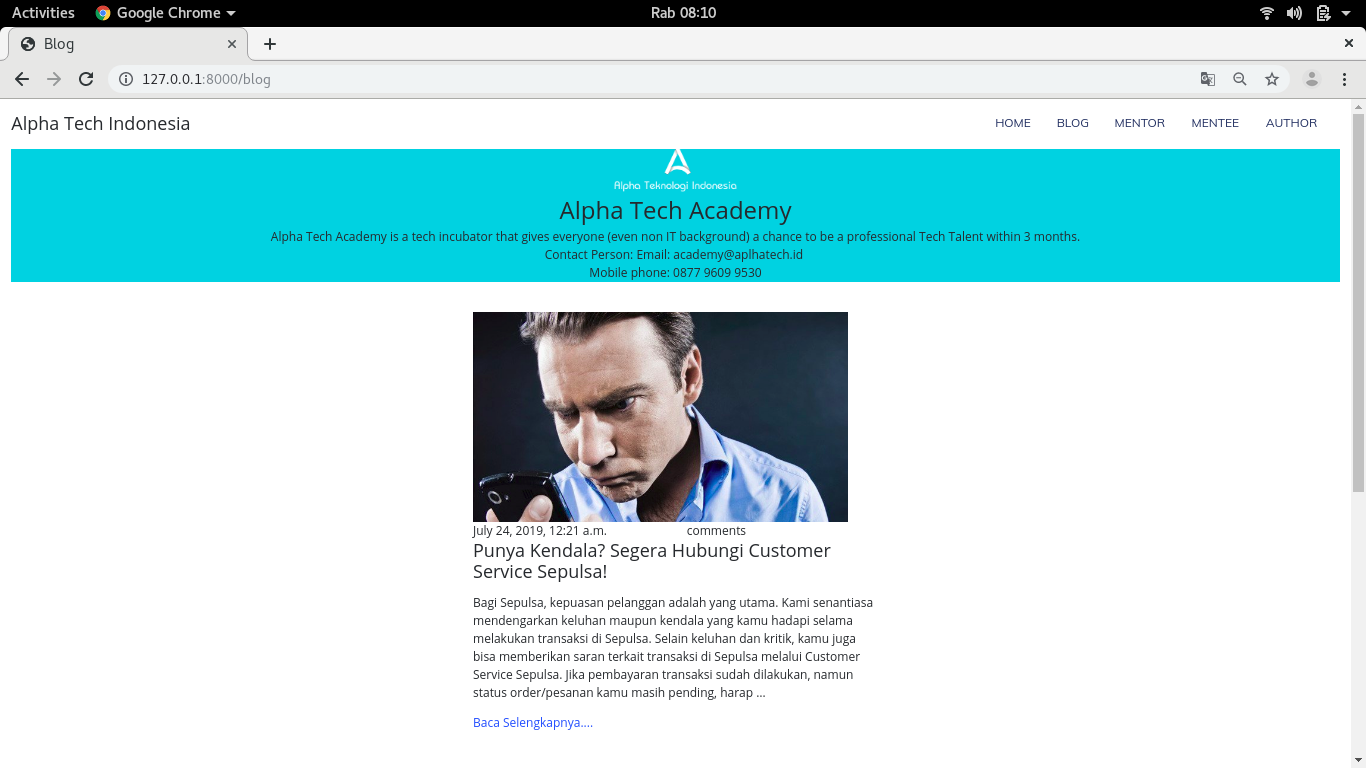 Activities Google Chrome Rab 08:10
Blog
127.0.0.1:8000/blog
Alpha Tech Indonesia HOME BLOG MENTOR MENTEE AUTHOR
Alpha Teknologi Indonesia
Alpha Tech Academy
Alpha Tech Academy is a tech incubator that gives everyone (even non IT background) a chance to be a professional Tech Talent within 3 months.
Contact Person: Email: academy@aplhatech.id
Mobile phone: 0877 9609 9530
July 24, 2019, 12:21 a.m. comments
Punya Kendala? Segera Hubungi Customer
Service Sepulsa!
Bagi Sepulsa, kepuasan pelanggan adalah yang utama. Kami senantiasa
mendengarkan keluhan maupun kendala yang kamu hadapi selama
melakukan transaksi di Sepulsa. Selain keluhan dan kritik, kamu juga
bisa memberikan saran terkait transaksi di Sepulsa melalui Customer
Service Sepulsa. Jika pembayaran transaksi sudah dilakukan, namun
status order/pesanan kamu masih pending, harap ...
Baca Selengkapnya....